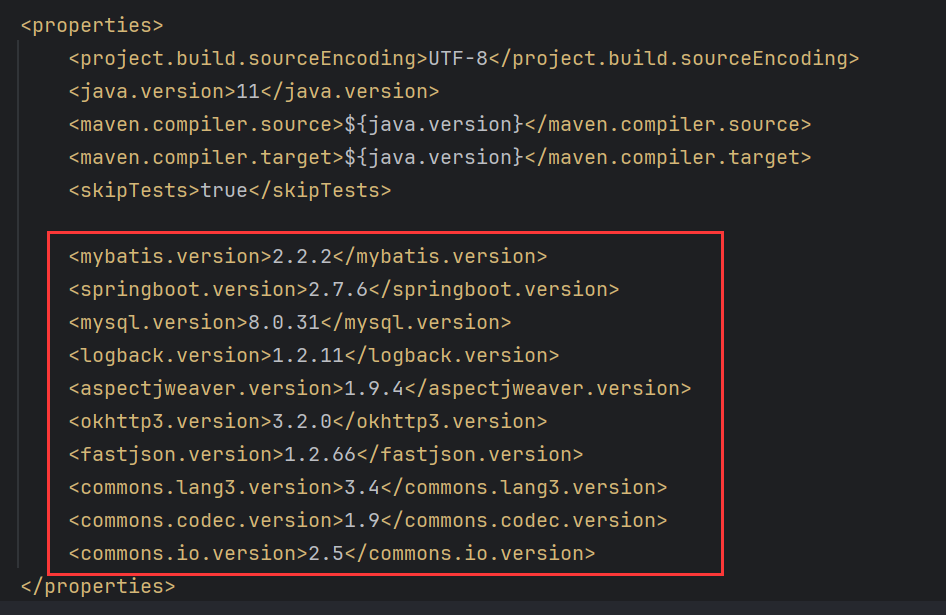 <properties>
<project.build.sourceEncoding>UTF-8</project.build.sourceEncoding>
<java.version>11</java.version>
<maven.compiler.source>${java.version}</maven.compiler.source>
<maven.compiler.target>${java.version}</maven.compiler.target>
<skipTests>true</skipTests>
<mybatis.version>2.2.2</mybatis.version>
<springboot.version>2.7.6</springboot.version>
<mysql.version>8.0.31</mysql.version>
<logback.version>1.2.11</logback.version>
<aspectjweaver.version>1.9.4</aspectjweaver.version>
<okhttp3.version>3.2.0</okhttp3.version>
<fastjson.version>1.2.66</fastjson.version>
<commons.lang3.version>3.4</commons.lang3.version>
<commons.codec.version>1.9</commons.codec.version>
<commons.io.version>2.5</commons.io.version>
</properties>